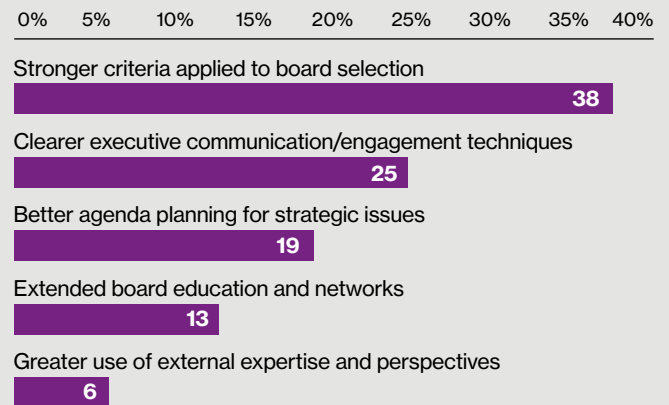 0% 5% 10% 15% 20% 25% 30% 35% 40%
Stronger criteria applied to board selection
38
Clearer executive communication/engagement techniques
25
Better agenda planning for strategic issues
19
Extended board education and networks
13
Greater use of external expertise and perspectives
6